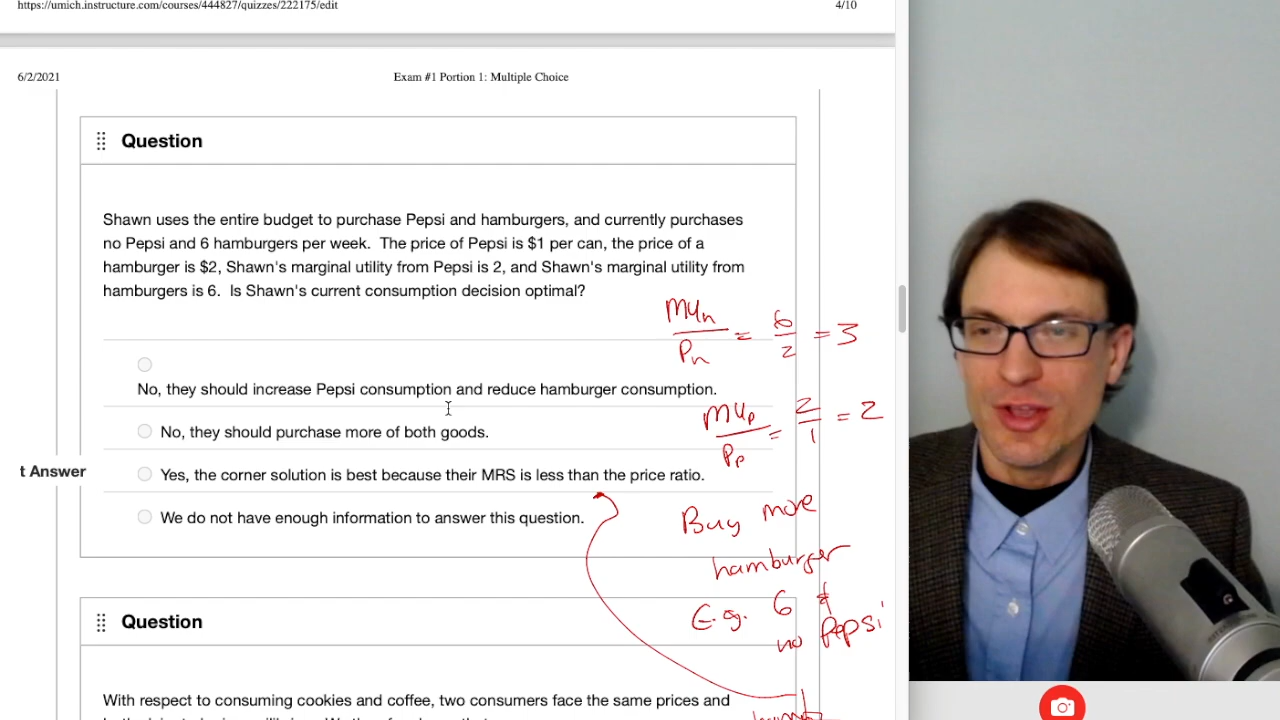 https://umich.instructure.com/courses/444827/quizzes/222175/edit 4/10
6/2/2021 Exam #1 Portion 1: Multiple Choice
Question
Shawn uses the entire budget to purchase Pepsi and hamburgers, and currently purchases
no Pepsi and 6 hamburgers per week. The price of Pepsi is $1 per can, the price of a
hamburger is $2, Shawn's marginal utility from Pepsi is 2, and Shawn's marginal utility from
hamburgers is 6. Is Shawn's current consumption decision optimal?
MUn/Pn = 6/2 = 3
No, they should increase Pepsi consumption and reduce hamburger consumption.
MUp/Pp = 2/1 = 2
No, they should purchase more of both goods.
t Answer
Yes, the corner solution is best because their MRS is less than the price ratio.
We do not have enough information to answer this question.
Buy more
hamburger
E.g. 6 &
no Pepsi
Question
With respect to consuming cookies and coffee, two consumers face the same prices and